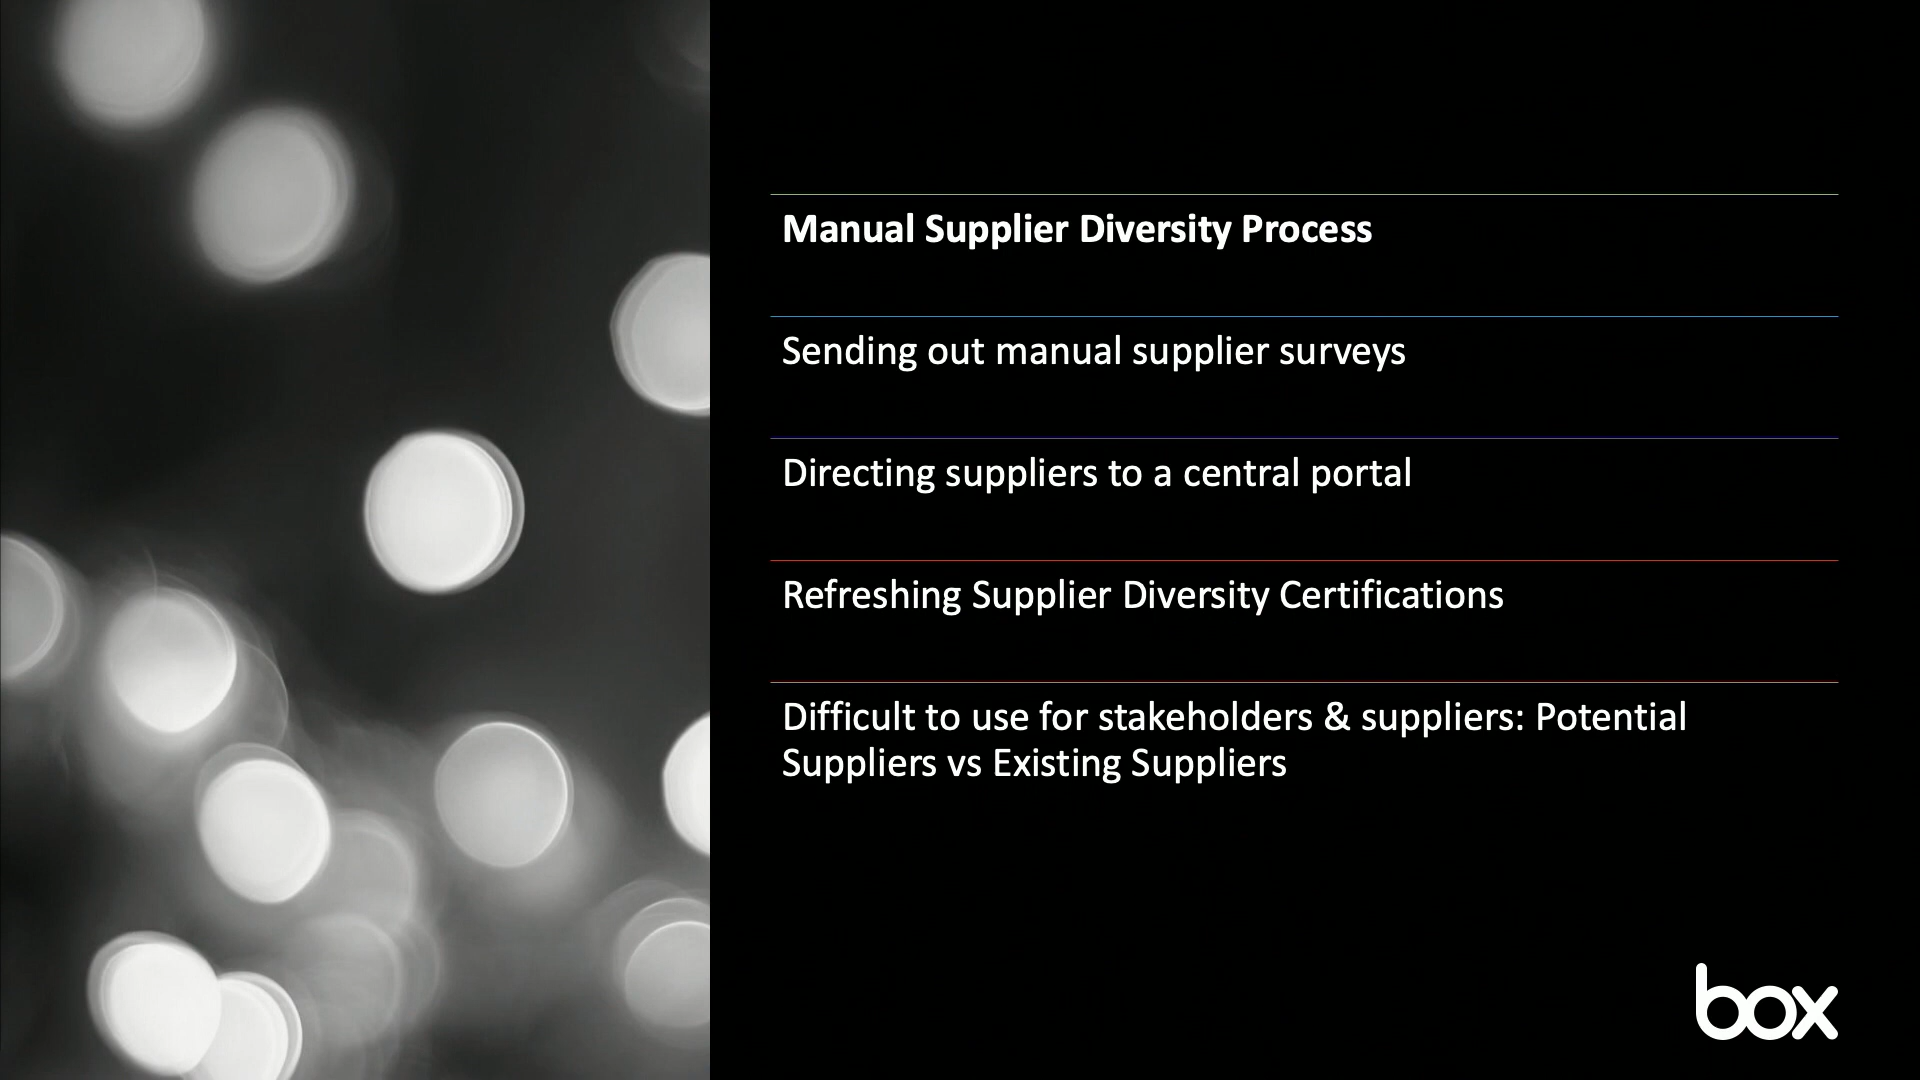 Manual Supplier Diversity Process
Sending out manual supplier surveys
Directing suppliers to a central portal
Refreshing Supplier Diversity Certifications
Difficult to use for stakeholders & suppliers: Potential
Suppliers vs Existing Suppliers
box